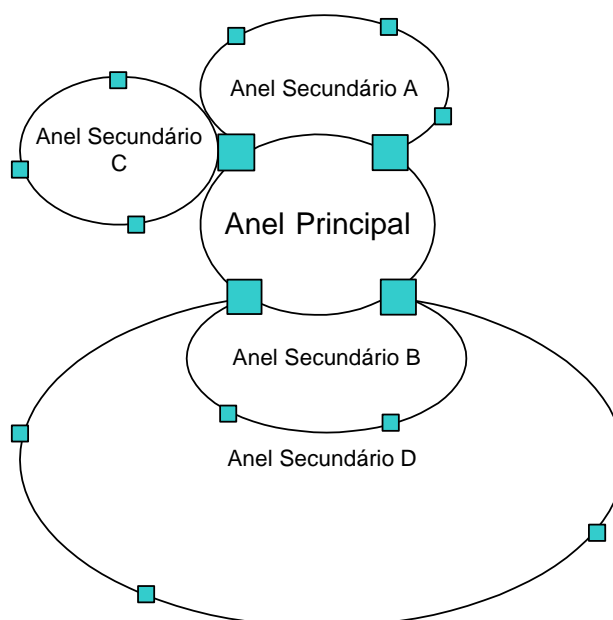 Anel Secundário A
Anel Secundário
C
Anel Principal
Anel Secundário B
Anel Secundário D